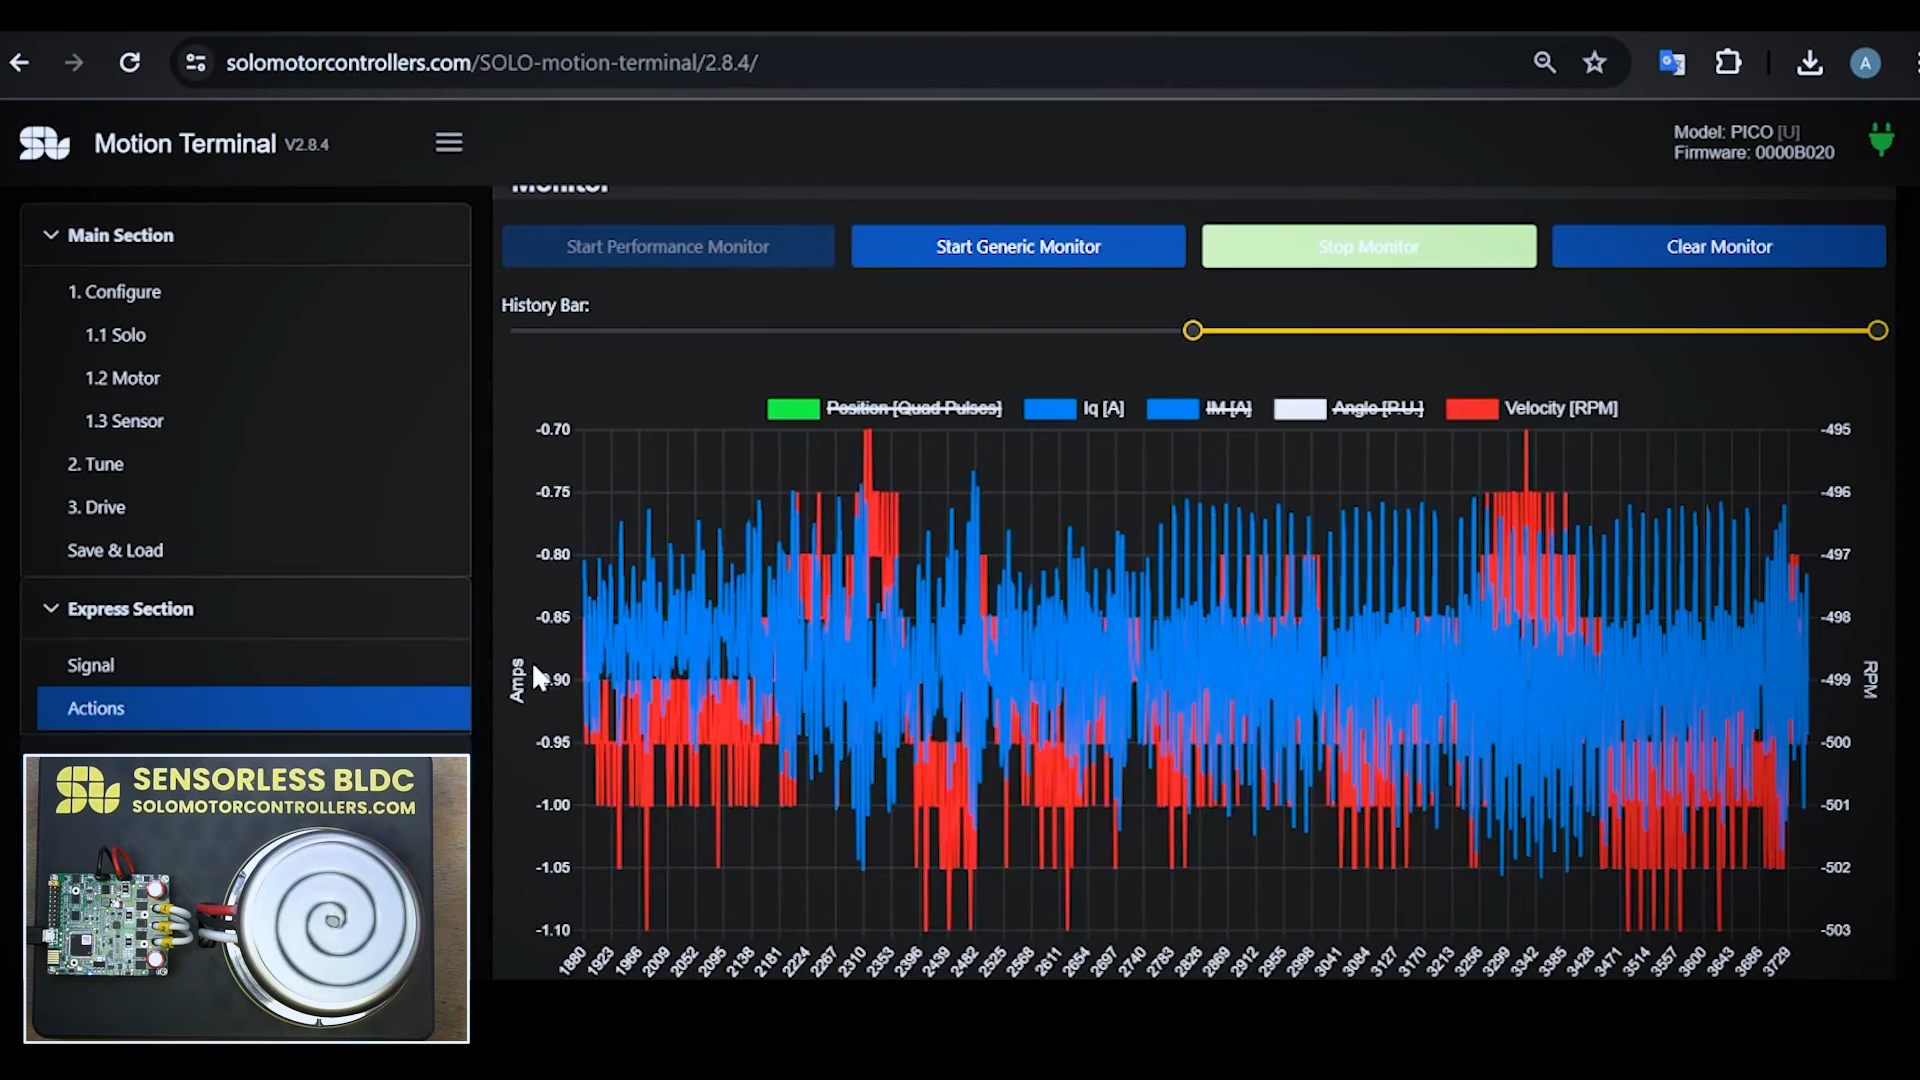 solomotorcontrollers.com/SOLO-motion-terminal/2.8.4/
A
Motion Terminal V2.8.4
Model: PICO [U]
Firmware: 0000B020
Monitor
Main Section
1. Configure
1.1 Solo
1.2 Motor
1.3 Sensor
2. Tune
3. Drive
Save & Load
Express Section
Signal
Actions
Start Performance Monitor
Start Generic Monitor
Stop Monitor
Clear Monitor
History Bar:
Position [Quad Pulses] Iq [A] IM [A] Angle [P.U.] Velocity [RPM]
-0.70
-0.75
-0.80
-0.85
-0.90
-0.95
-1.00
-1.05
-1.10
Amps
-495
-496
-497
-498
-499
-500
-501
-502
-503
RPM
1880 1923 1966 2009 2052 2095 2138 2181 2224 2267 2310 2353 2396 2439 2482 2525 2568 2611 2654 2697 2740 2783 2826 2869 2912 2955 2998 3041 3084 3127 3170 3213 3256 3299 3342 3385 3428 3471 3514 3557 3600 3643 3686 3729
SENSORLESS BLDC
SOLOMOTORCONTROLLERS.COM